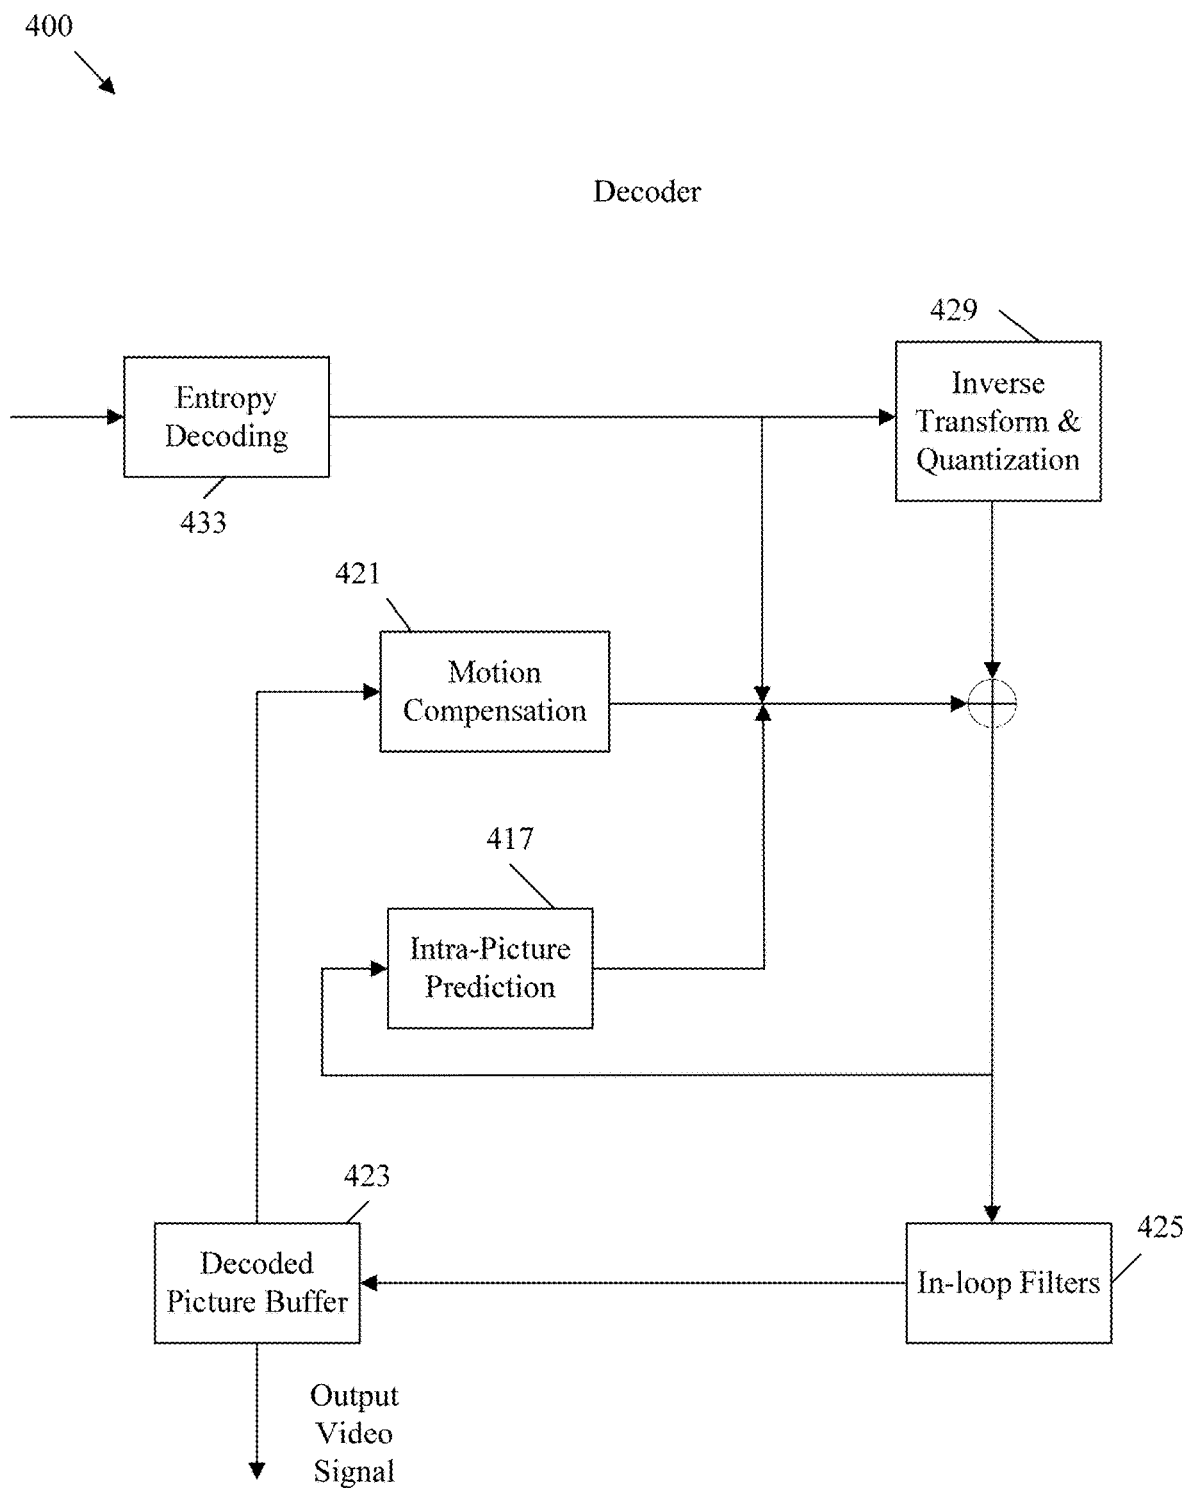 400
Decoder
429
Entropy
Decoding
433
Inverse
Transform &
Quantization
421
Motion
Compensation
417
Intra-Picture
Prediction
423
Decoded
Picture Buffer
425
In-loop Filters
Output
Video
Signal